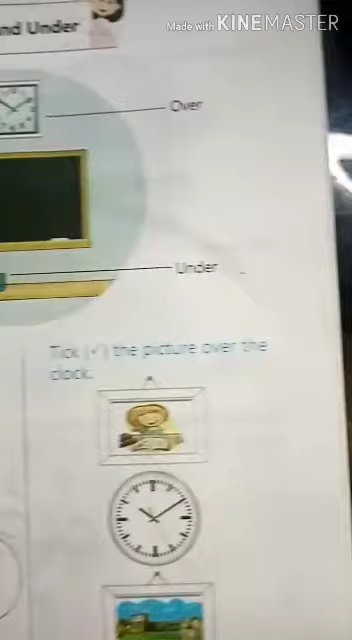 Made with KINEMASTER
nd Under
Over
Under
Tick (✓) the picture over the
clock.